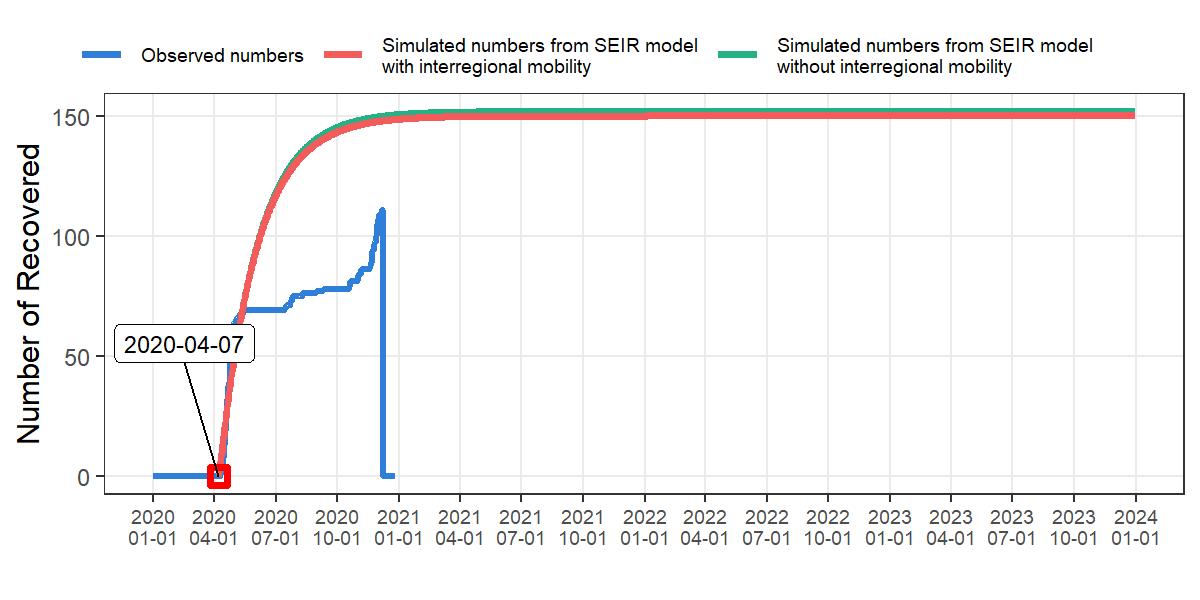 Observed numbers
Simulated numbers from SEIR model
with interregional mobility
Simulated numbers from SEIR model
without interregional mobility
Number of Recovered
150
100
50
0
2020-04-07
2020 2020 2020 2020 2021 2021 2021 2021 2022 2022 2022 2022 2023 2023 2023 2023 2024
01-01 04-01 07-01 10-01 01-01 04-01 07-01 10-01 01-01 04-01 07-01 10-01 01-01 04-01 07-01 10-01 01-01